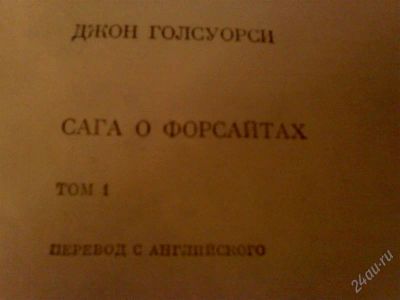 ДЖОН ГОЛСУОРСИ
САГА О ФОРСАЙТАХ
ТОМ 1
ПЕРЕВОД С АНГЛИЙСКОГО
24au.ru